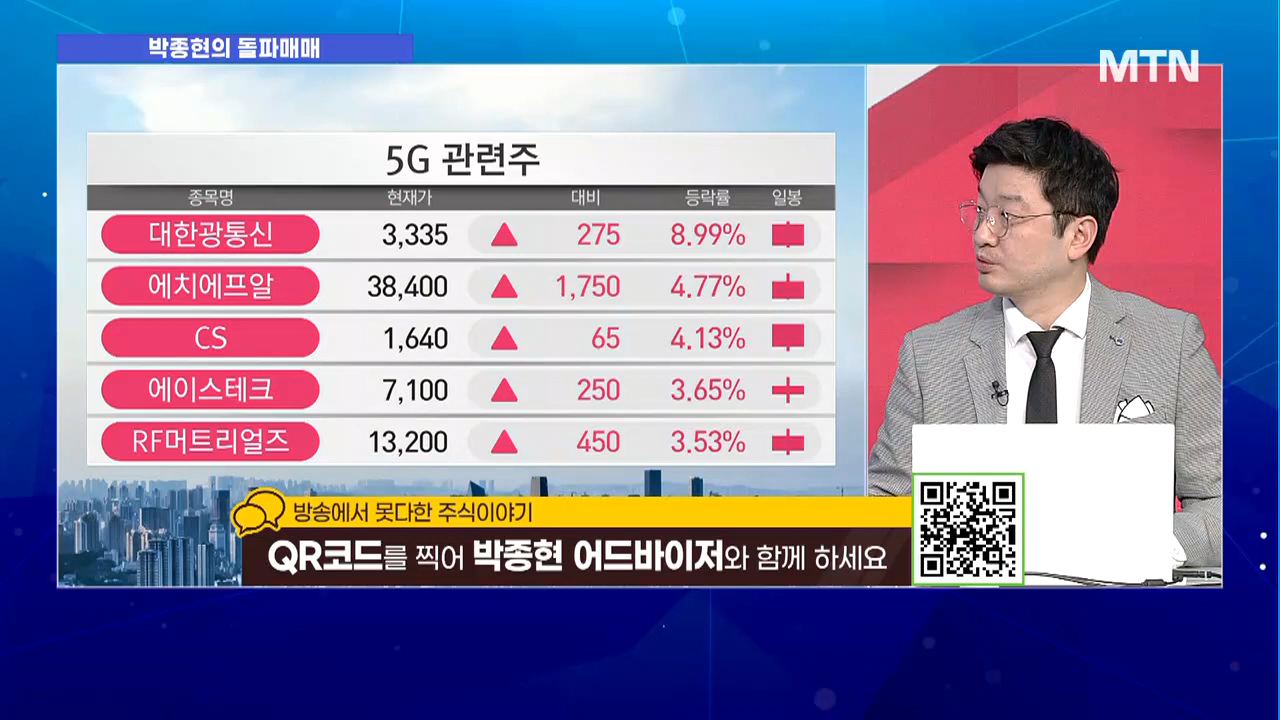 박종현의 돌파매매
MTN
5G 관련주
종목명 현재가 대비 등락률 일봉
대한광통신 3,335 ▲ 275 8.99%
에치에프알 38,400 ▲ 1,750 4.77%
CS 1,640 ▲ 65 4.13%
에이스테크 7,100 ▲ 250 3.65%
RF머트리얼즈 13,200 ▲ 450 3.53%
방송에서 못다한 주식이야기
QR코드를 찍어 박종현 어드바이저와 함께 하세요